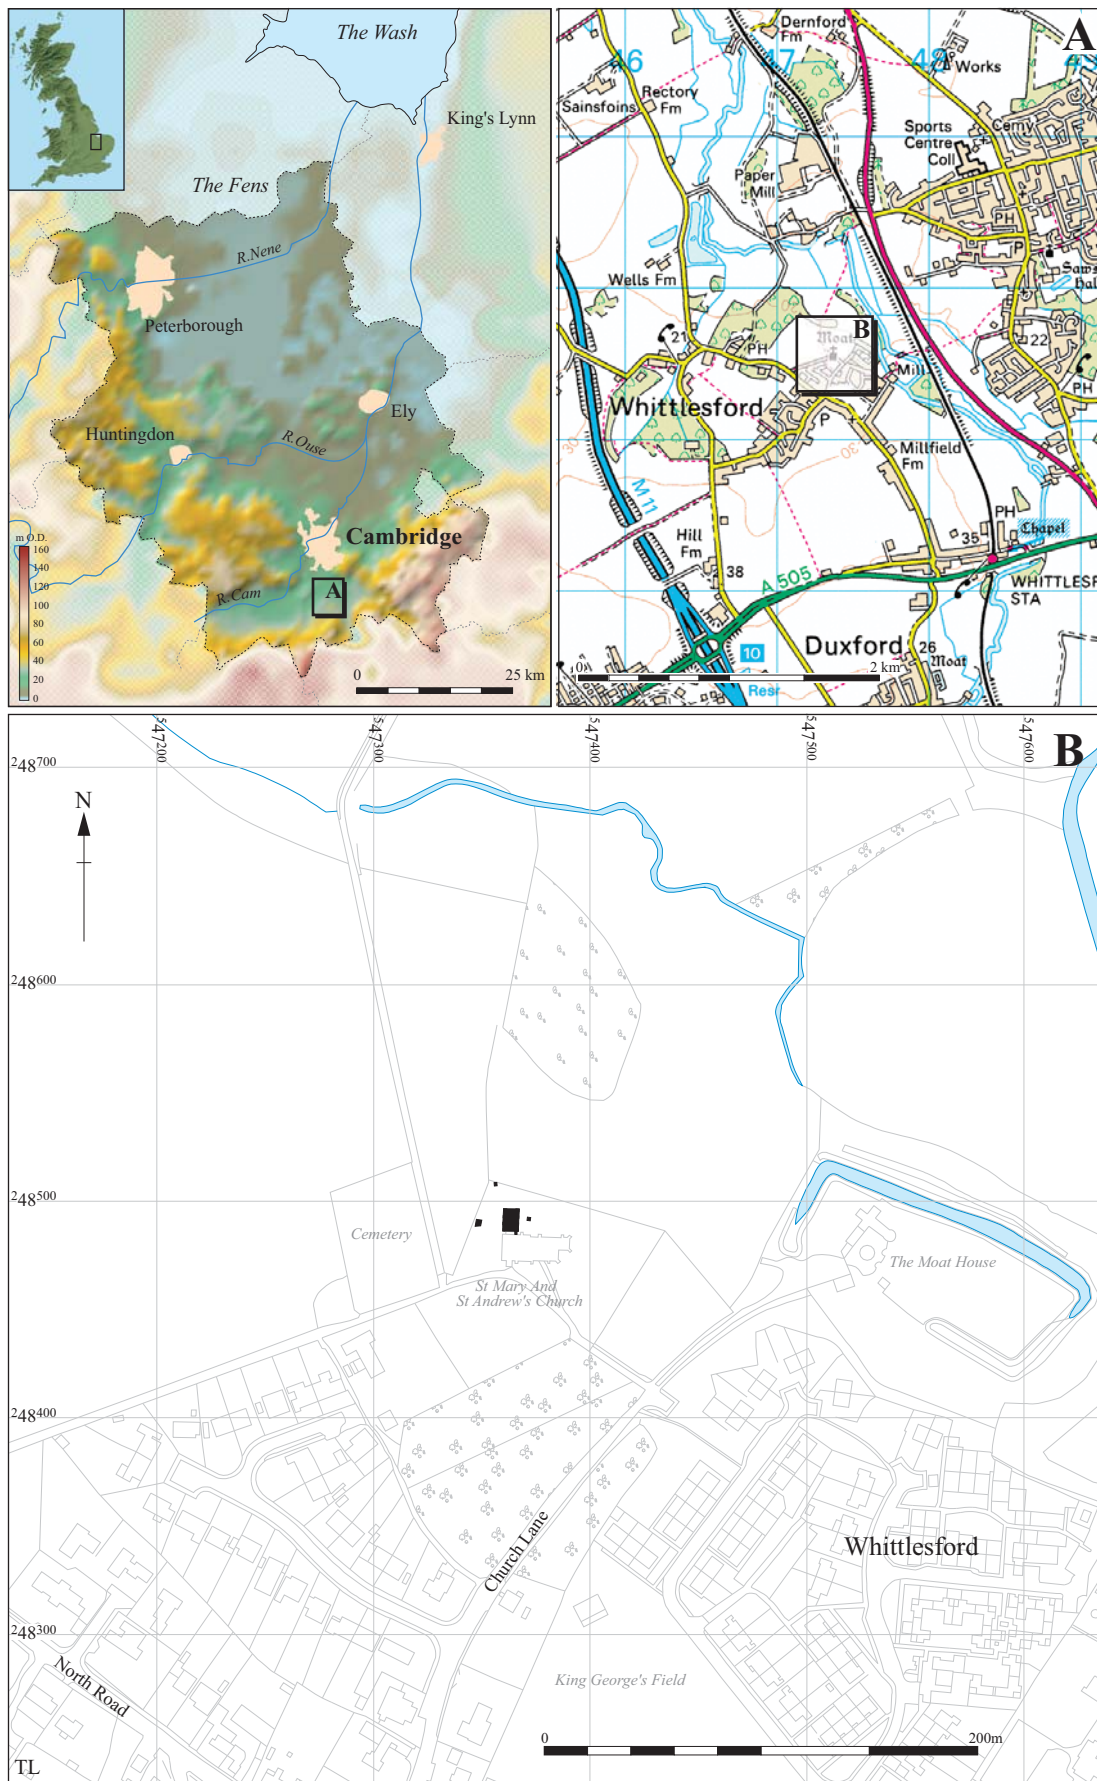 The Wash
King's Lynn
The Fens
R.Nene
Peterborough
Ely
Huntingdon
R.Ouse
Cambridge
R.Cam
A
m O.D.
160
140
120
100
80
60
40
20
0
0
25 km
A
46
47
48
Dernford
Fm
Works
Rectory
Fm
Sainsfoins
Cemy
Sports
Centre
Coll
Paper
Mill
PH
P
Wells Fm
21
PH
Moat
B
22
Mill
PH
Whittlesford
P
30
30
Millfield
Fm
M 11
PH
Chapel
35
Hill
Fm
38
A 505
STA
Duxford
26
Moat
10
Resr
0
2 km
B
547200
547300
547400
547500
547600
248700
N
248600
248500
Cemetery
The Moat House
St Mary And
St Andrew's Church
248400
Church Lane
Whittlesford
248300
North Road
King George's Field
0
200m
TL